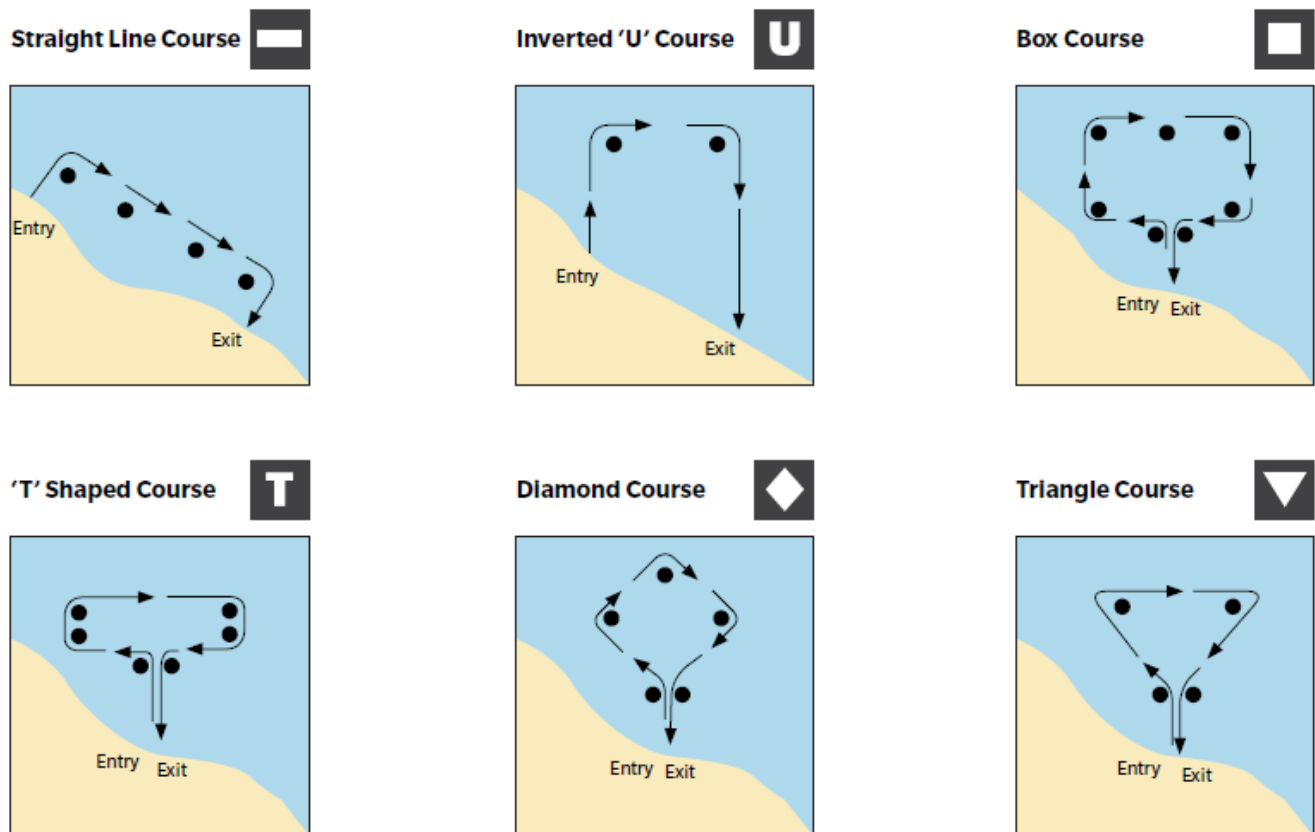 Straight Line Course
Inverted 'U' Course
U
Box Course
Entry
Exit
Entry
Exit
Entry Exit
'T' Shaped Course
T
Diamond Course
Triangle Course
Entry Exit
Entry Exit
Entry Exit